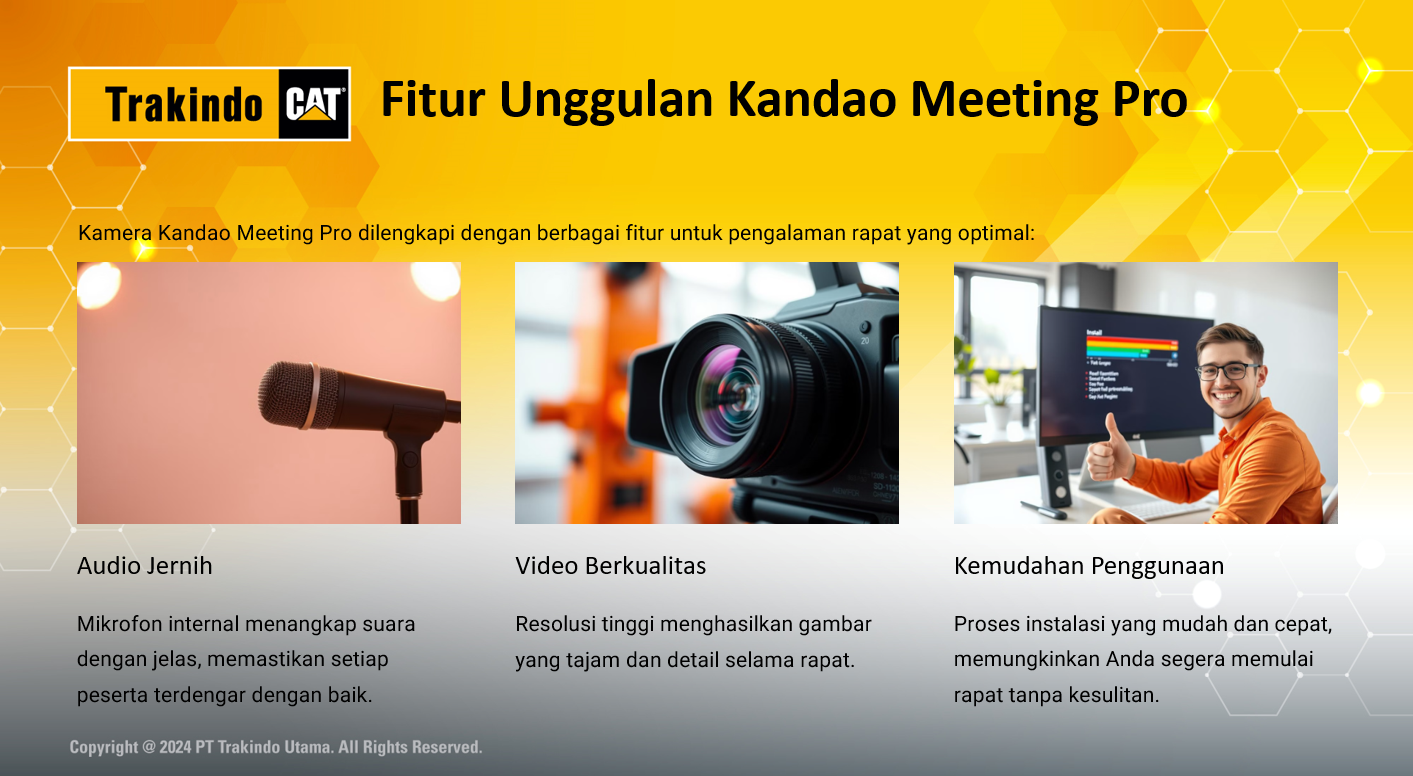 Trakindo CAT®
Fitur Unggulan Kandao Meeting Pro
Kamera Kandao Meeting Pro dilengkapi dengan berbagai fitur untuk pengalaman rapat yang optimal:
20
Install
Audio Jernih
Mikrofon internal menangkap suara
dengan jelas, memastikan setiap
peserta terdengar dengan baik.
Video Berkualitas
Resolusi tinggi menghasilkan gambar
yang tajam dan detail selama rapat.
Kemudahan Penggunaan
Proses instalasi yang mudah dan cepat,
memungkinkan Anda segera memulai
rapat tanpa kesulitan.
Copyright @ 2024 PT Trakindo Utama. All Rights Reserved.